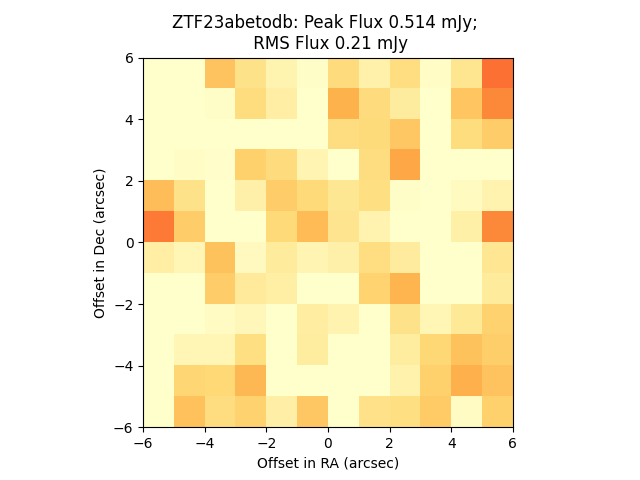 ZTF23abetodb: Peak Flux 0.514 mJy;
RMS Flux 0.21 mJy
6
4
2
0
−2
−4
−6
Offset in Dec (arcsec)
−6 −4 −2 0 2 4 6
Offset in RA (arcsec)